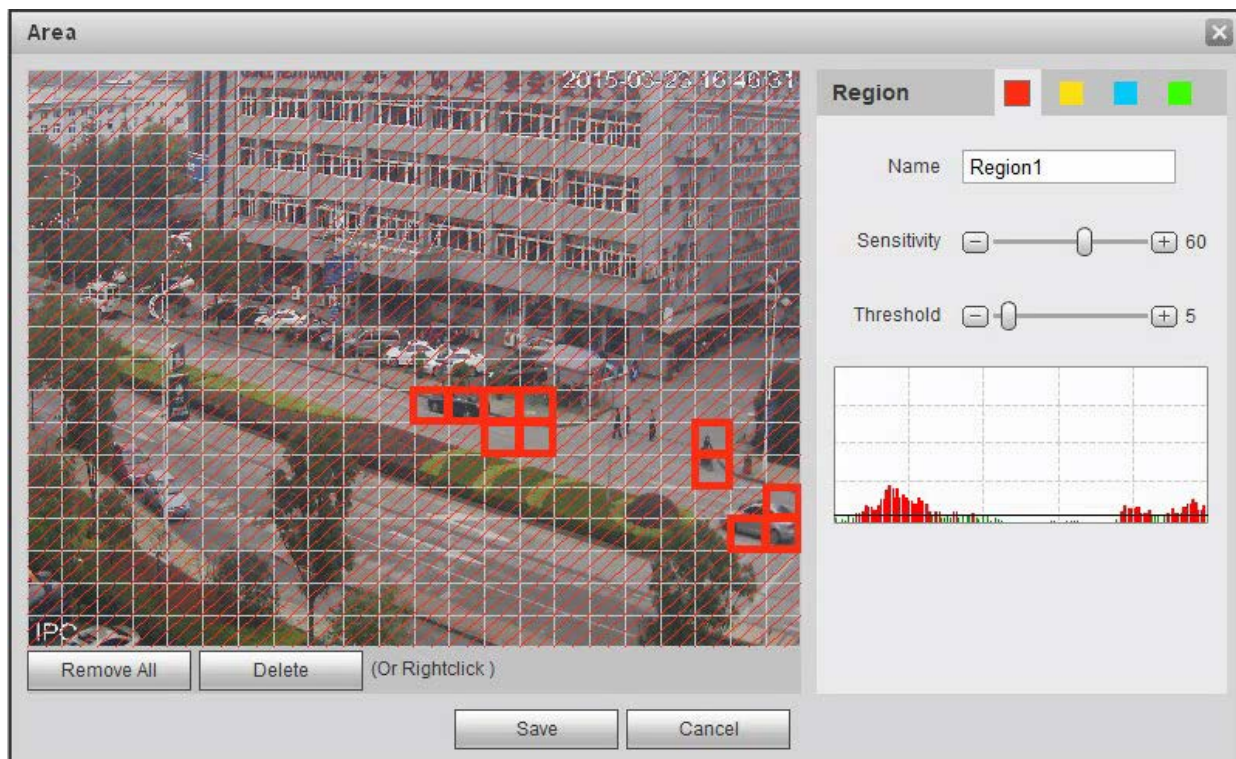 Area
2015-03-23 16:46:31
IPC
Region
Name
Region1
Sensitivity
60
Threshold
5
Remove All
Delete
(Or Rightclick )
Save
Cancel